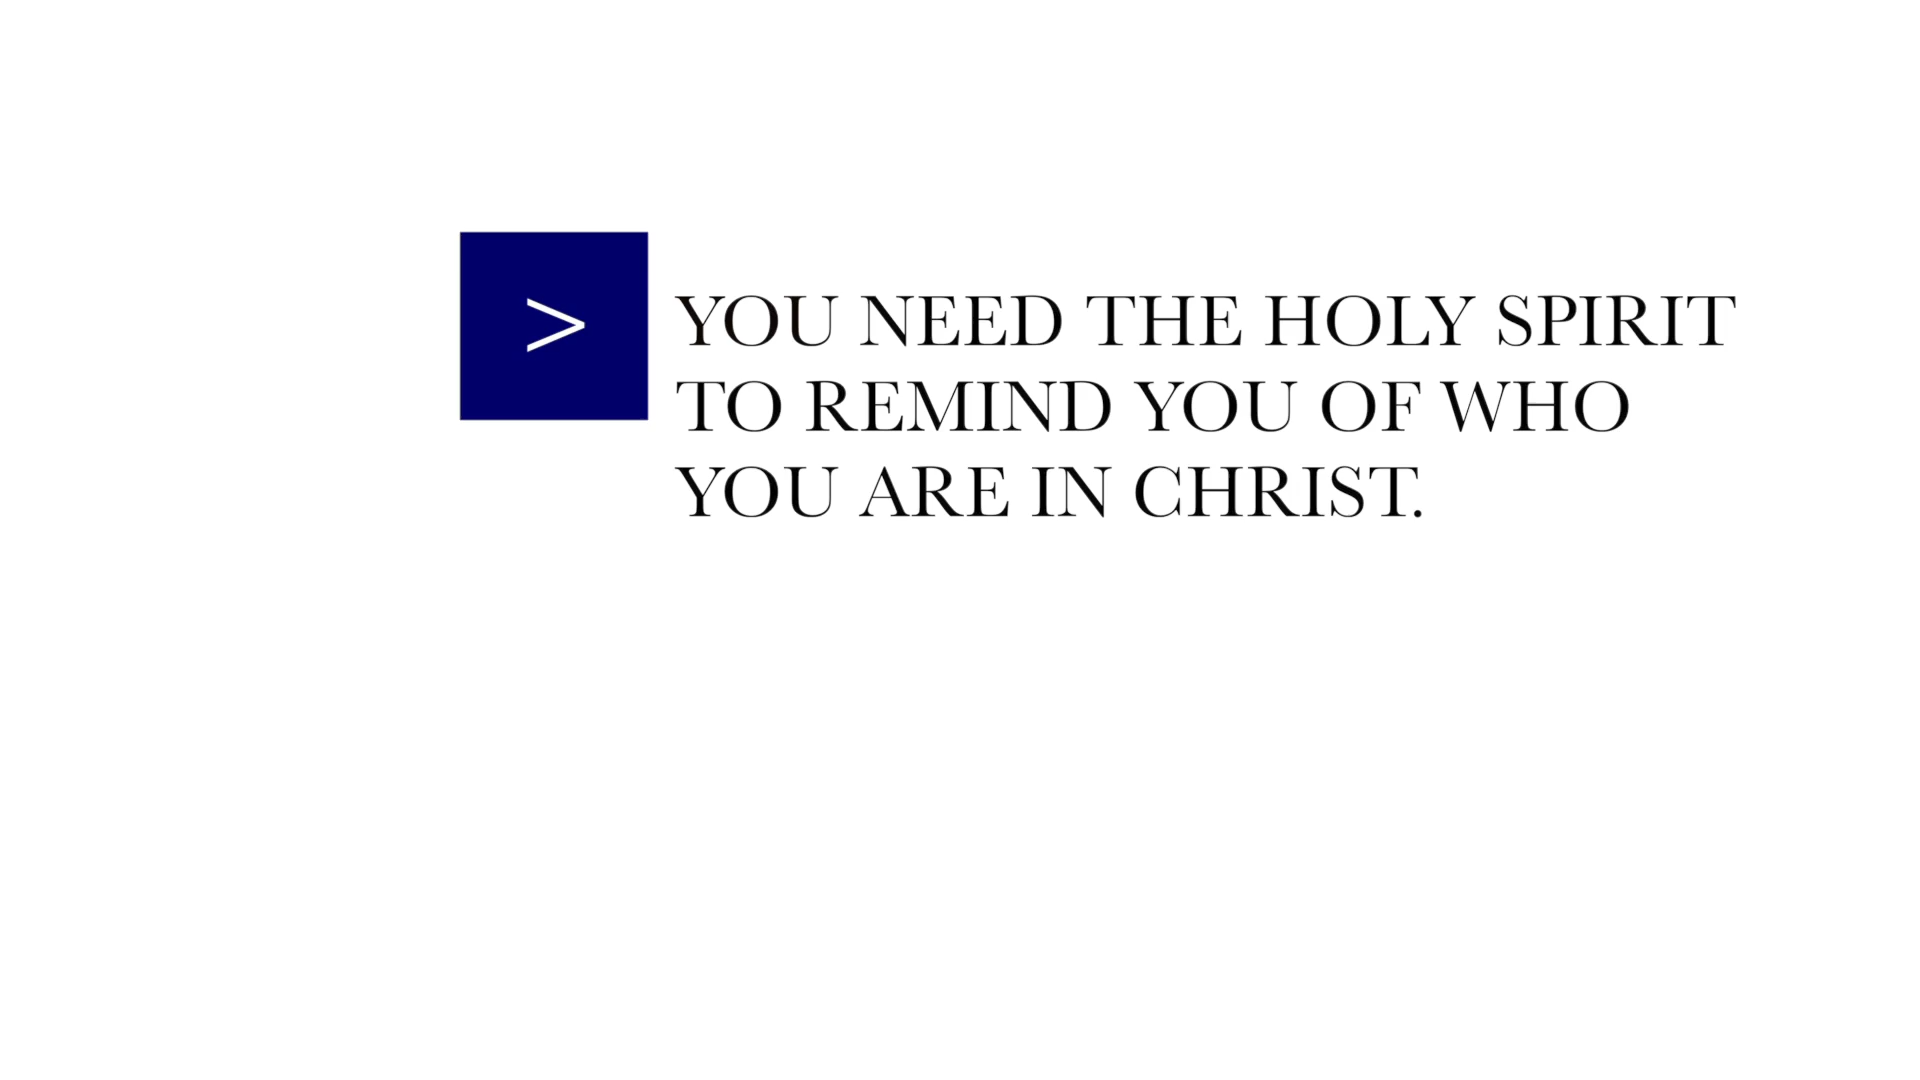 >
YOU NEED THE HOLY SPIRIT
TO REMIND YOU OF WHO
YOU ARE IN CHRIST.